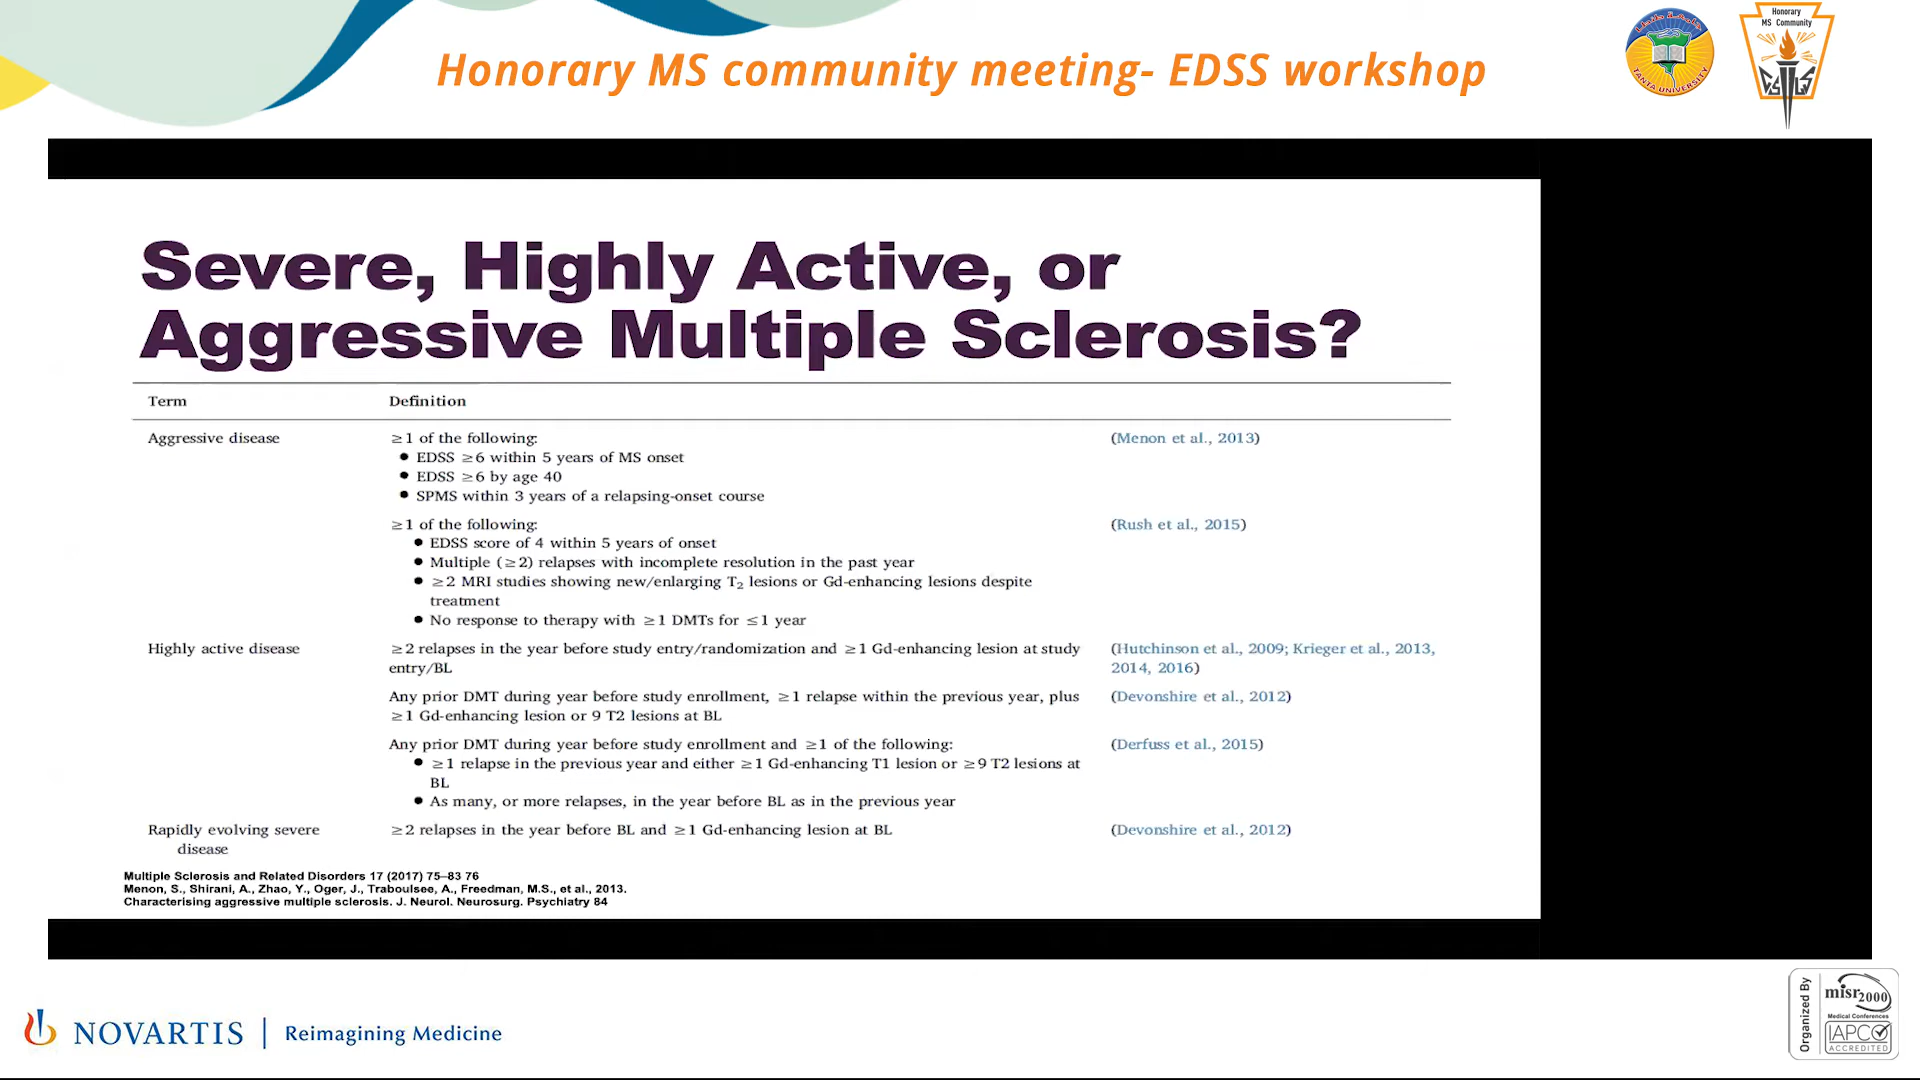 Honorary MS community meeting- EDSS workshop
TANTA UNIVERSITY
Honorary
MS Community
Severe, Highly Active, or
Aggressive Multiple Sclerosis?
Term Definition
Aggressive disease ≥1 of the following: (Menon et al., 2013)
● EDSS ≥6 within 5 years of MS onset
● EDSS ≥6 by age 40
● SPMS within 3 years of a relapsing-onset course
≥1 of the following: (Rush et al., 2015)
● EDSS score of 4 within 5 years of onset
● Multiple (≥2) relapses with incomplete resolution in the past year
● ≥2 MRI studies showing new/enlarging T2 lesions or Gd-enhancing lesions despite
treatment
● No response to therapy with ≥1 DMTs for ≤1 year
Highly active disease ≥2 relapses in the year before study entry/randomization and ≥1 Gd-enhancing lesion at study (Hutchinson et al., 2009; Krieger et al., 2013,
entry/BL 2014, 2016)
Any prior DMT during year before study enrollment, ≥1 relapse within the previous year, plus (Devonshire et al., 2012)
≥1 Gd-enhancing lesion or 9 T2 lesions at BL
Any prior DMT during year before study enrollment and ≥1 of the following: (Derfuss et al., 2015)
● ≥1 relapse in the previous year and either ≥1 Gd-enhancing T1 lesion or ≥9 T2 lesions at
BL
● As many, or more relapses, in the year before BL as in the previous year
Rapidly evolving severe ≥2 relapses in the year before BL and ≥1 Gd-enhancing lesion at BL (Devonshire et al., 2012)
disease
Multiple Sclerosis and Related Disorders 17 (2017) 75–83 76
Menon, S., Shirani, A., Zhao, Y., Oger, J., Traboulsee, A., Freedman, M.S., et al., 2013.
Characterising aggressive multiple sclerosis. J. Neurol. Neurosurg. Psychiatry 84
NOVARTIS | Reimagining Medicine
Organized By
misr2000
Medical Conferences
IAPCO
ACCREDITED